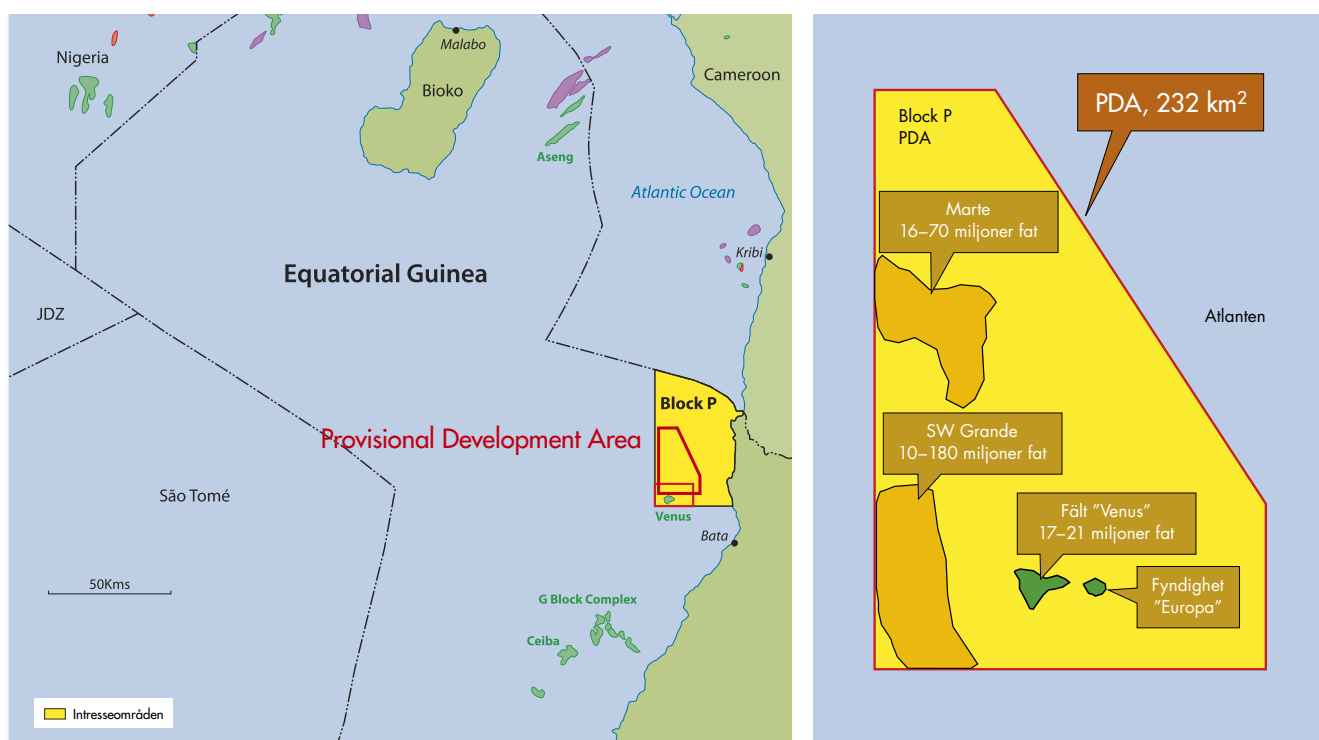 Nigeria
Malabo
Bioko
Cameroon
Aseng
Atlantic Ocean
Kribi
Equatorial Guinea
JDZ
Block P
Provisional Development Area
São Tomé
Venus
Bata
50Kms
G Block Complex
Ceiba
Intresseområden
PDA, 232 km²
Block P
PDA
Marte
16–70 miljoner fat
Atlanten
SW Grande
10–180 miljoner fat
Fält ”Venus”
17–21 miljoner fat
Fyndighet
”Europa”